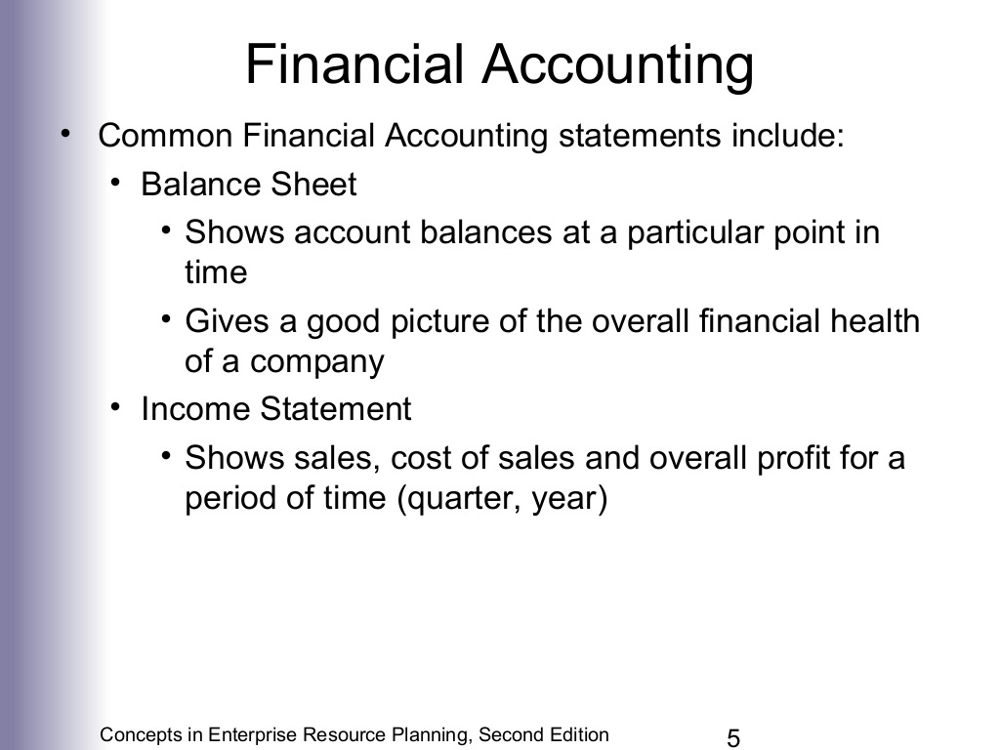 Financial Accounting
• Common Financial Accounting statements include:
• Balance Sheet
• Shows account balances at a particular point in
time
• Gives a good picture of the overall financial health
of a company
• Income Statement
• Shows sales, cost of sales and overall profit for a
period of time (quarter, year)
Concepts in Enterprise Resource Planning, Second Edition
5